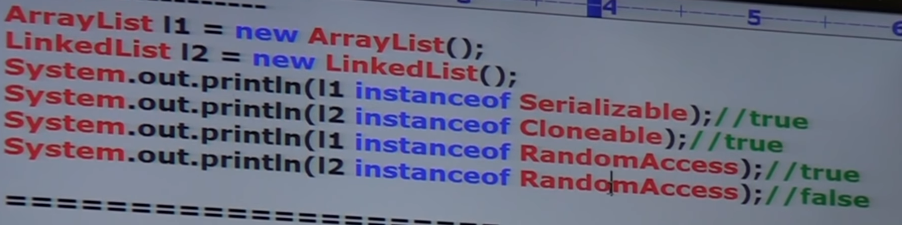 4 5 6
ArrayList l1 = new ArrayList();
LinkedList l2 = new LinkedList();
System.out.println(l1 instanceof Serializable);//true
System.out.println(l2 instanceof Cloneable);//true
System.out.println(l1 instanceof RandomAccess);//true
System.out.println(l2 instanceof RandomAccess);//false
======================